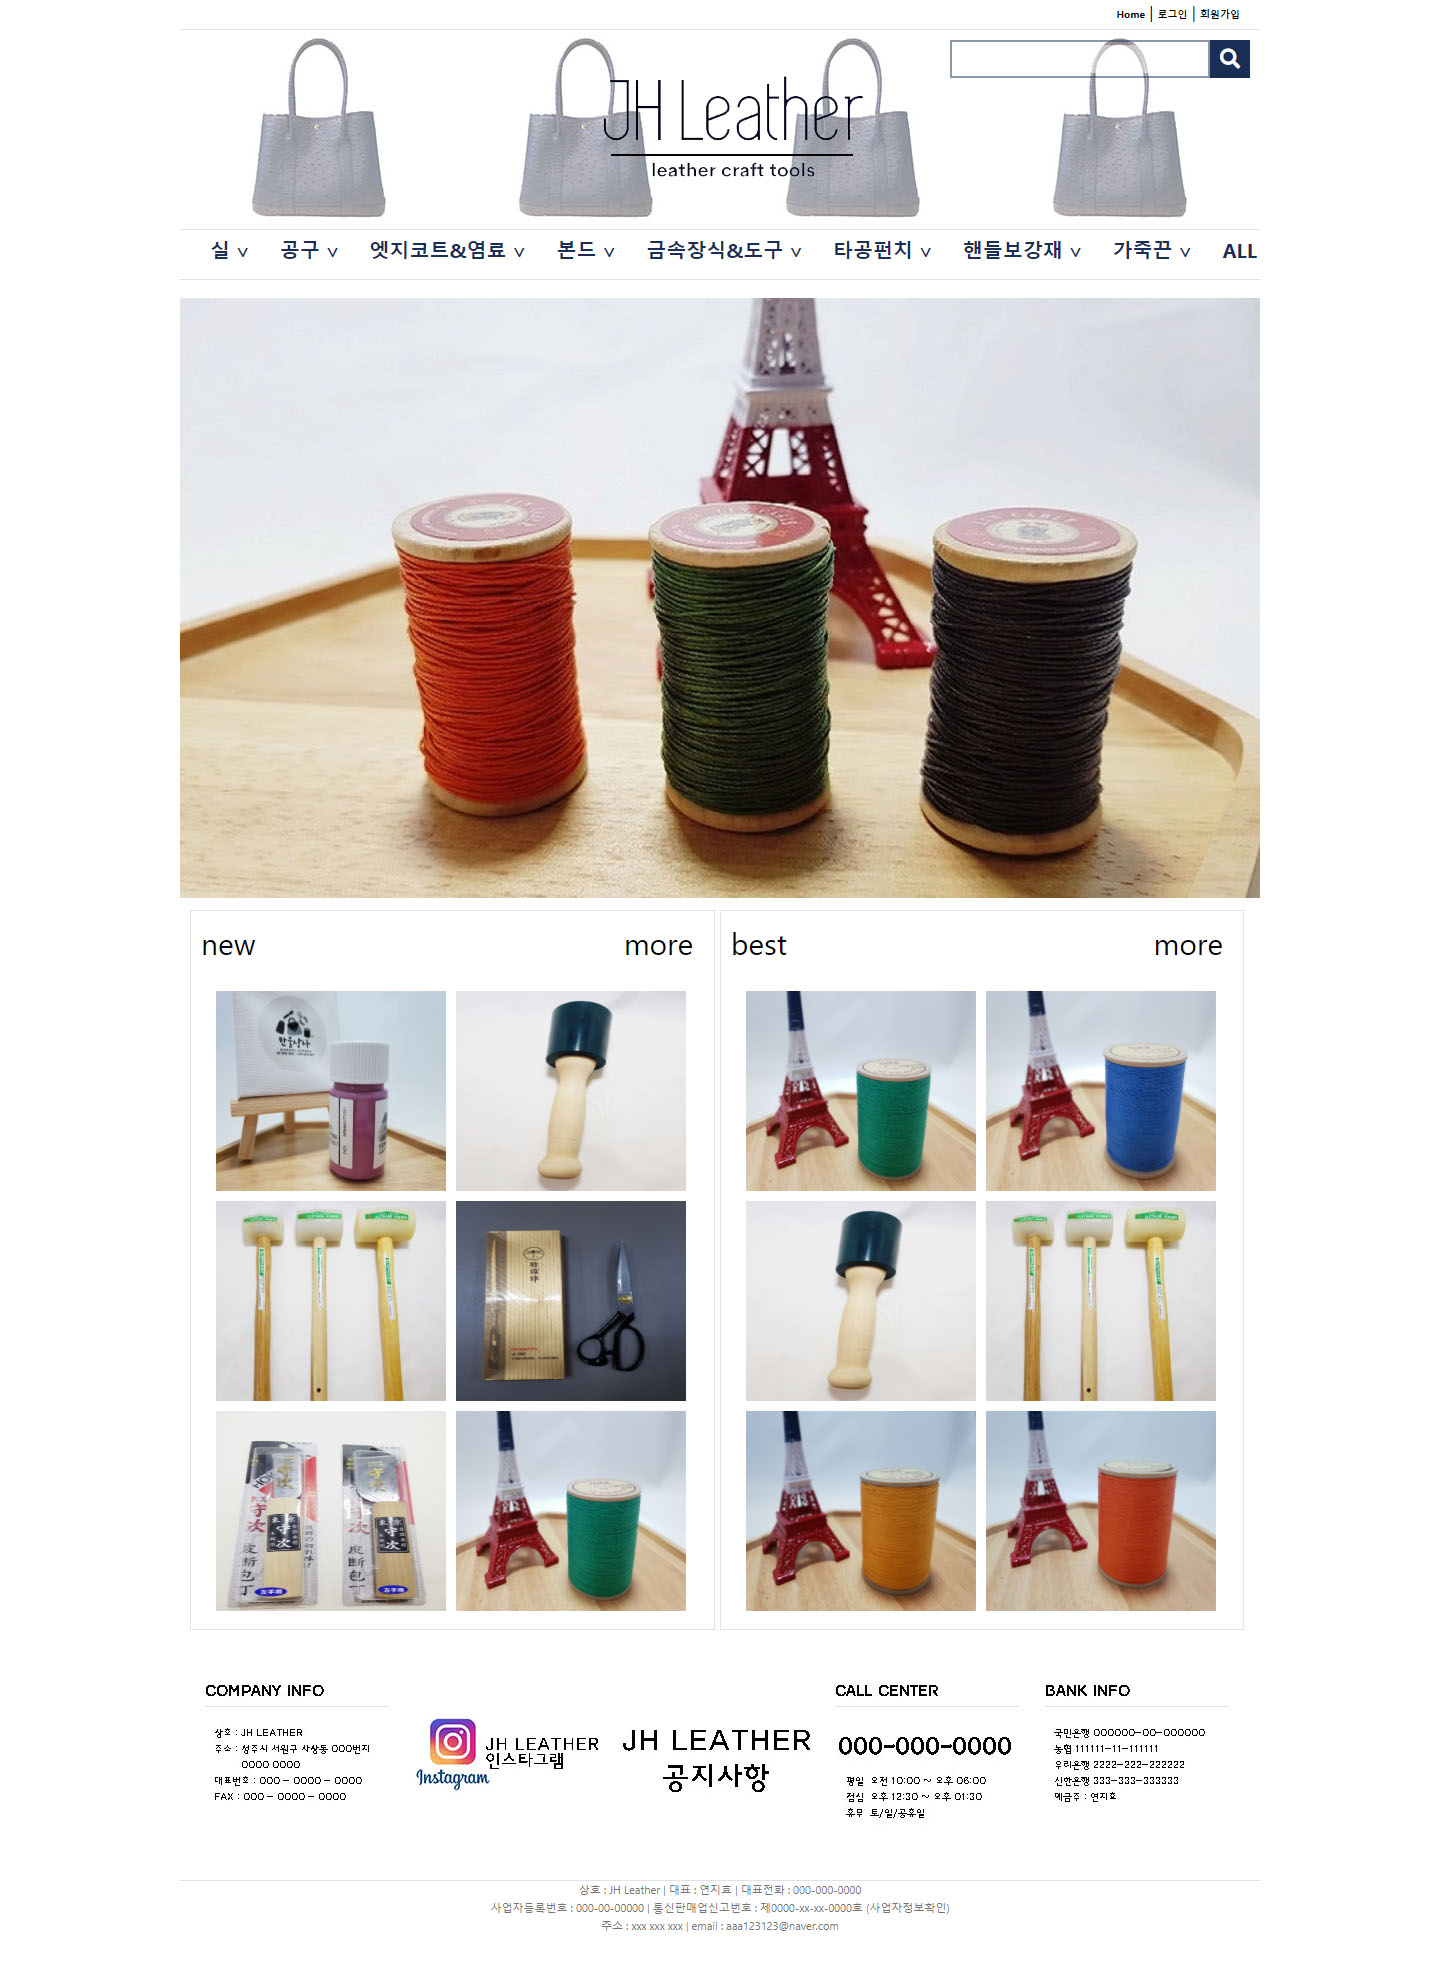 Home | 로그인 | 회원가입
JH Leather
leather craft tools
실 ∨ 공구 ∨ 엣지코트&염료 ∨ 본드 ∨ 금속장식&도구 ∨ 타공펀치 ∨ 핸들보강재 ∨ 가죽끈 ∨ ALL
new more
best more
한올상사
守次
守次
COMPANY INFO
상호 : JH LEATHER
주소 : 성주시 서원구 사상동 000번지
0000 0000
대표번호 : 000 - 0000 - 0000
FAX : 000 - 0000 - 0000
JH LEATHER
인스타그램
Instagram
JH LEATHER
공지사항
CALL CENTER
000-000-0000
평일 오전 10:00 ~ 오후 06:00
점심 오후 12:30 ~ 오후 01:30
휴무 토/일/공휴일
BANK INFO
국민은행 000000-00-000000
농협 111111-11-111111
우리은행 2222-222-222222
신한은행 333-333-333333
예금주 : 연지효
상호 : JH Leather | 대표 : 연지효 | 대표전화 : 000-000-0000
사업자등록번호 : 000-00-00000 | 통신판매업신고번호 : 제0000-xx-xx-0000호 (사업자정보확인)
주소 : xxx xxx xxx | email : aaa123123@naver.com